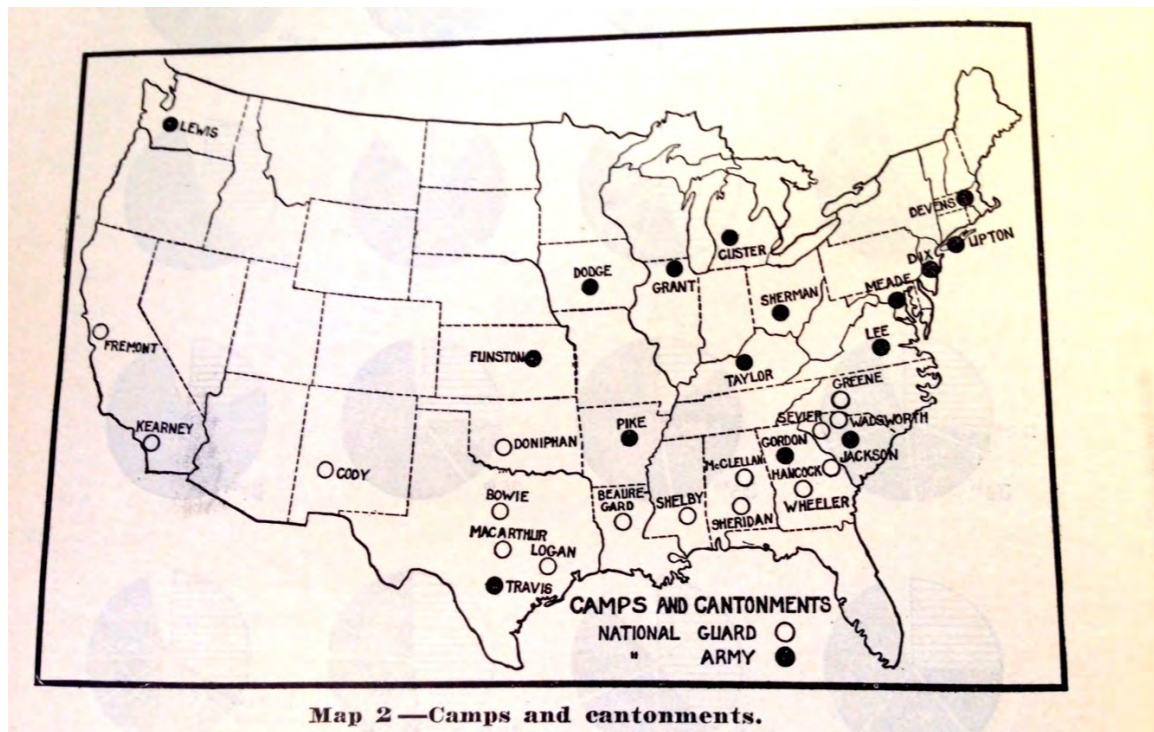 LEWIS
DEVENS
UPTON
CUSTER
DIX
DODGE
GRANT
MEADE
SHERMAN
LEE
FREMONT
FUNSTON
TAYLOR
GREENE
SEVIER
WADSWORTH
KEARNEY
PIKE
DONIPHAN
GORDON
JACKSON
McCLELLAN
HANCOCK
CODY
BOWIE
BEAURE-
GARD
SHELBY
WHEELER
SHERIDAN
MACARTHUR
LOGAN
TRAVIS
CAMPS AND CANTONMENTS
NATIONAL GUARD
" ARMY
Map 2—Camps and cantonments.